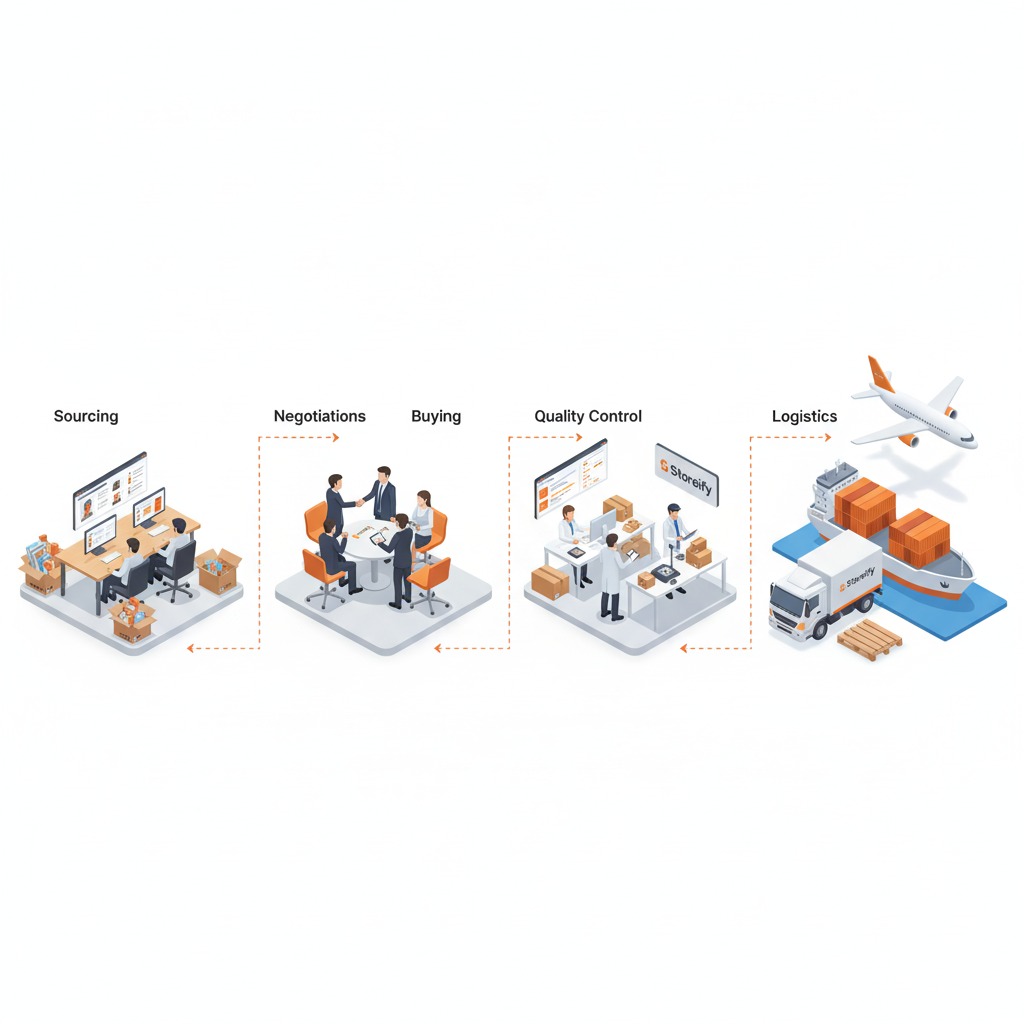 Sourcing
Negotiations
Buying
Quality Control
Logistics
Storeify
Storeify